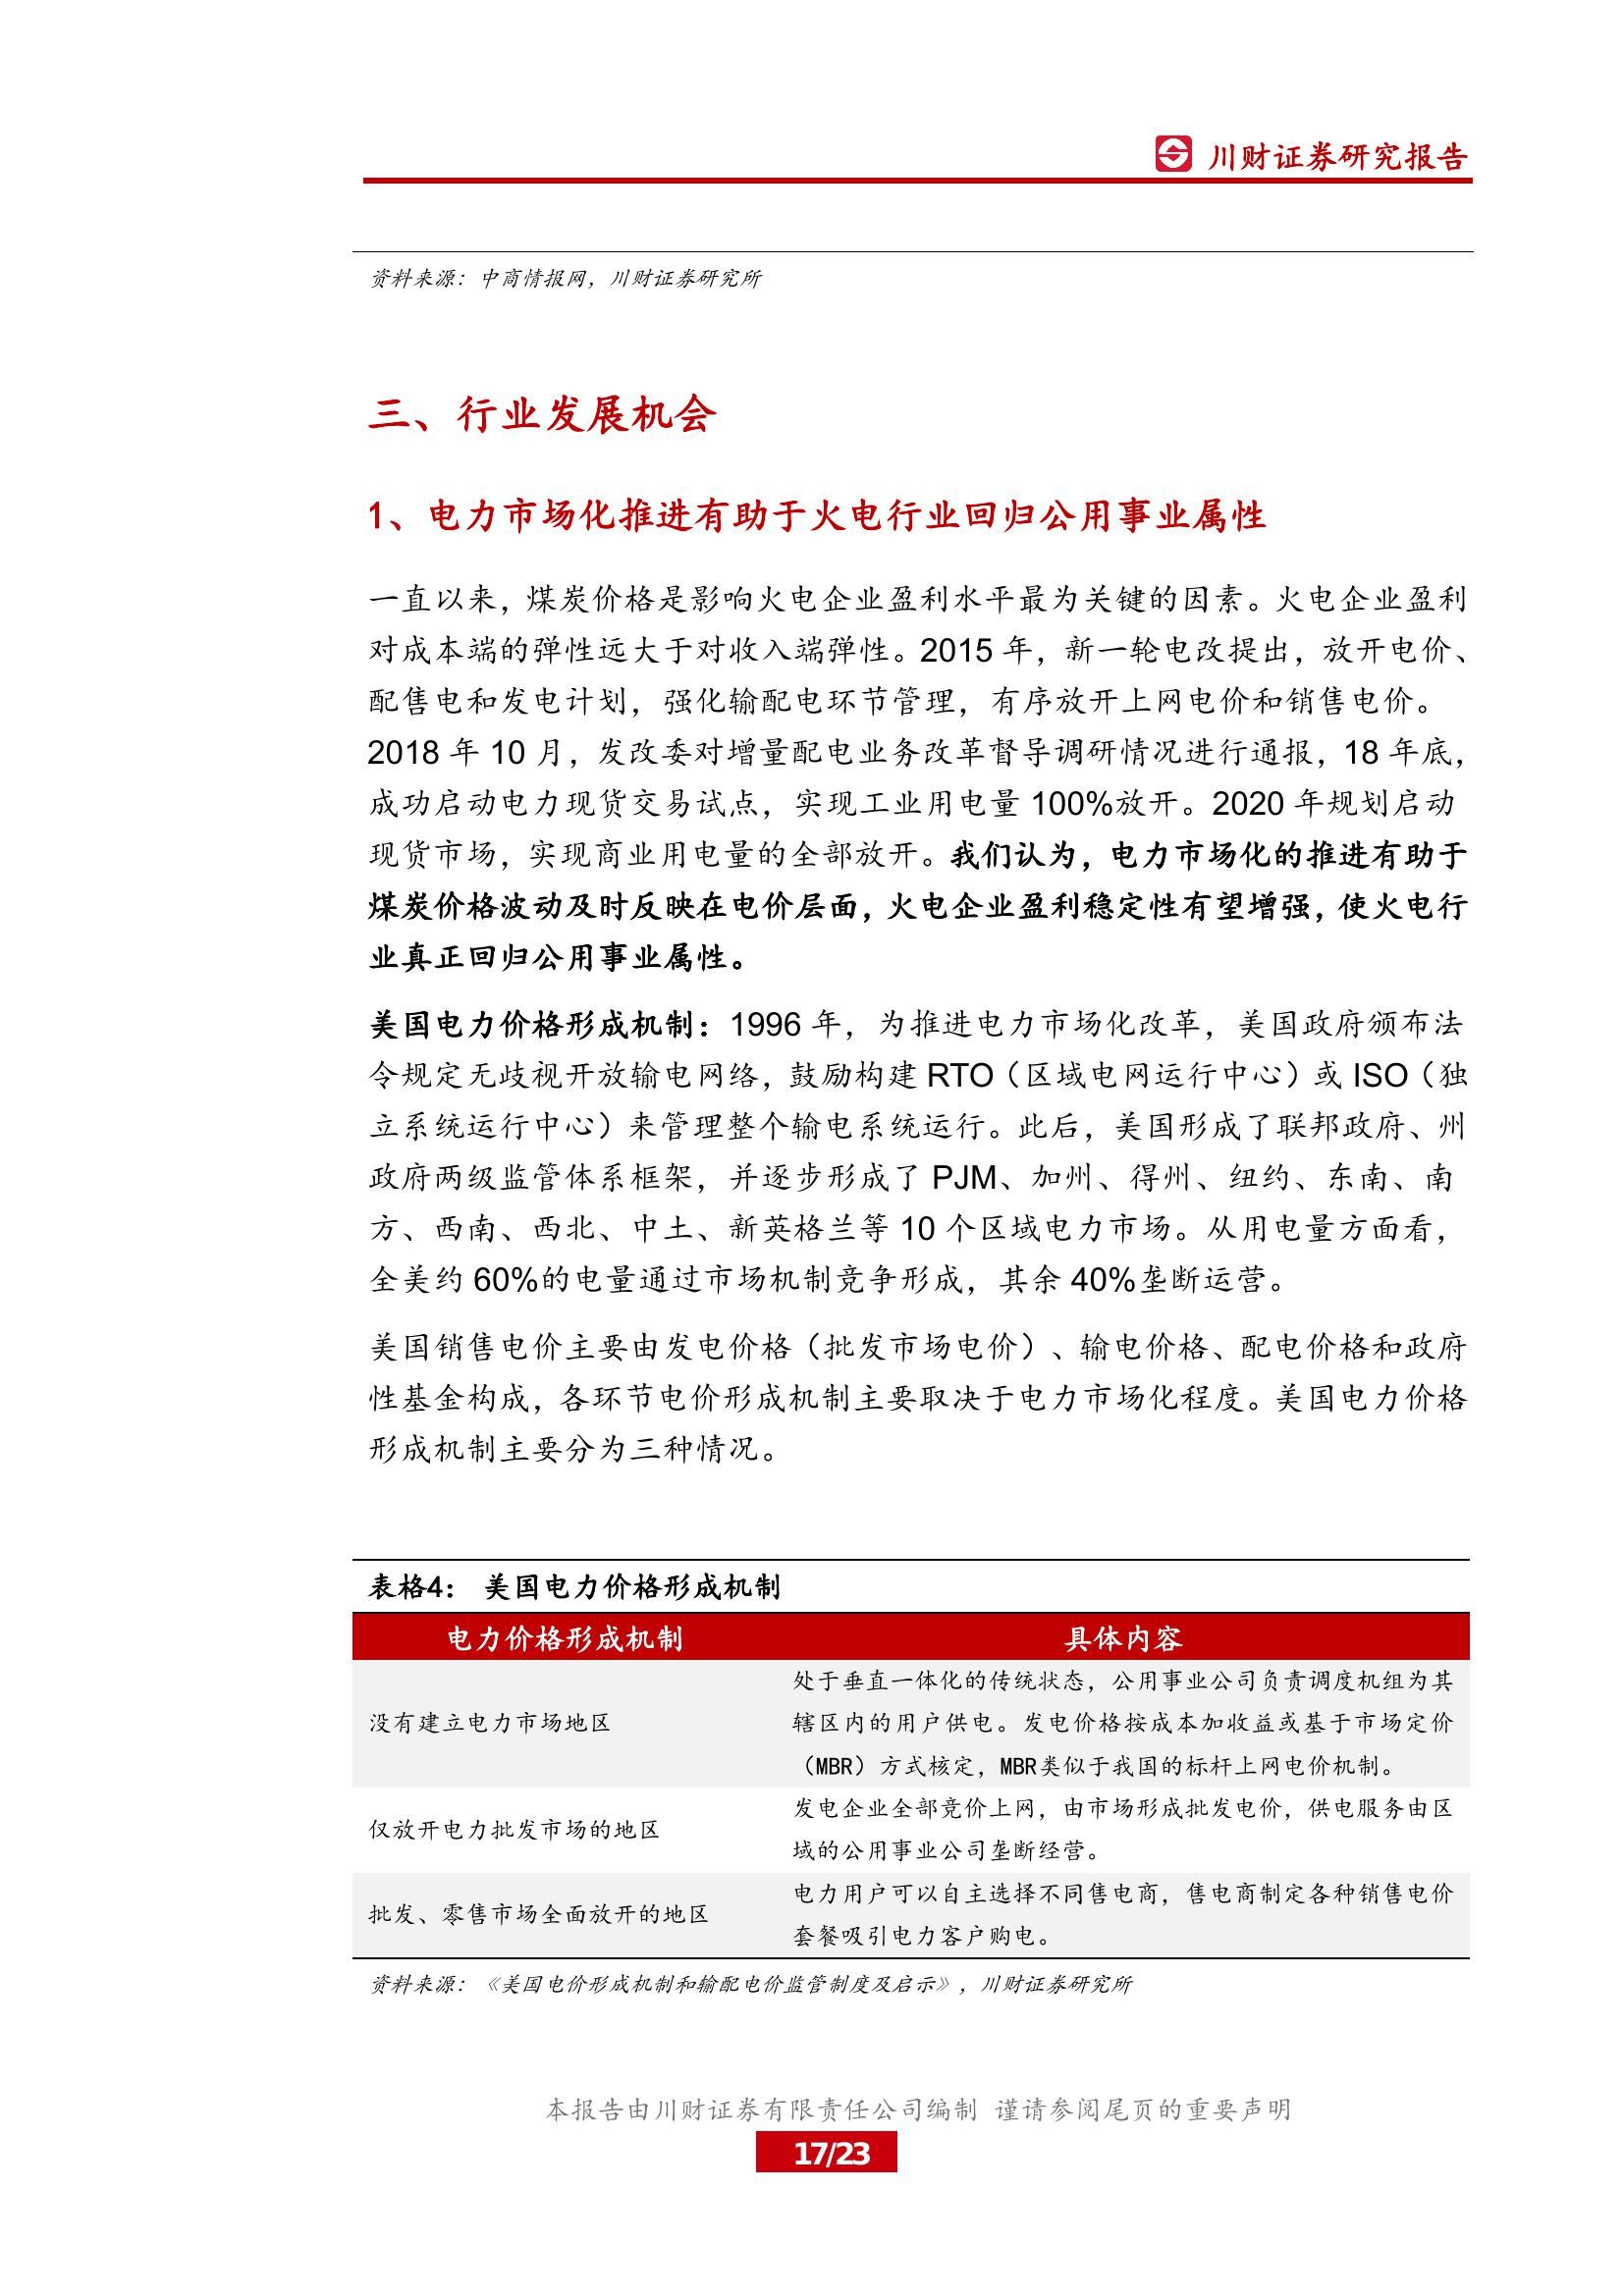 川财证券研究报告
资料来源：中商情报网，川财证券研究所
三、行业发展机会
1、电力市场化推进有助于火电行业回归公用事业属性
一直以来，煤炭价格是影响火电企业盈利水平最为关键的因素。火电企业盈利
对成本端的弹性远大于对收入端弹性。2015 年，新一轮电改提出，放开电价、
配售电和发电计划，强化输配电环节管理，有序放开上网电价和销售电价。
2018 年 10 月，发改委对增量配电业务改革督导调研情况进行通报，18 年底，
成功启动电力现货交易试点，实现工业用电量 100%放开。2020 年规划启动
现货市场，实现商业用电量的全部放开。我们认为，电力市场化的推进有助于
煤炭价格波动及时反映在电价层面，火电企业盈利稳定性有望增强，使火电行
业真正回归公用事业属性。
美国电力价格形成机制：1996 年，为推进电力市场化改革，美国政府颁布法
令规定无歧视开放输电网络，鼓励构建 RTO（区域电网运行中心）或 ISO（独
立系统运行中心）来管理整个输电系统运行。此后，美国形成了联邦政府、州
政府两级监管体系框架，并逐步形成了 PJM、加州、得州、纽约、东南、南
方、西南、西北、中土、新英格兰等 10 个区域电力市场。从用电量方面看，
全美约 60%的电量通过市场机制竞争形成，其余 40%垄断运营。
美国销售电价主要由发电价格（批发市场电价）、输电价格、配电价格和政府
性基金构成，各环节电价形成机制主要取决于电力市场化程度。美国电力价格
形成机制主要分为三种情况。
表格4： 美国电力价格形成机制
电力价格形成机制 具体内容
没有建立电力市场地区
处于垂直一体化的传统状态，公用事业公司负责调度机组为其
辖区内的用户供电。发电价格按成本加收益或基于市场定价
（MBR）方式核定，MBR类似于我国的标杆上网电价机制。
仅放开电力批发市场的地区
发电企业全部竞价上网，由市场形成批发电价，供电服务由区
域的公用事业公司垄断经营。
批发、零售市场全面放开的地区
电力用户可以自主选择不同售电商，售电商制定各种销售电价
套餐吸引电力客户购电。
资料来源：《美国电价形成机制和输配电价监管制度及启示》，川财证券研究所
本报告由川财证券有限责任公司编制 谨请参阅尾页的重要声明
17/23